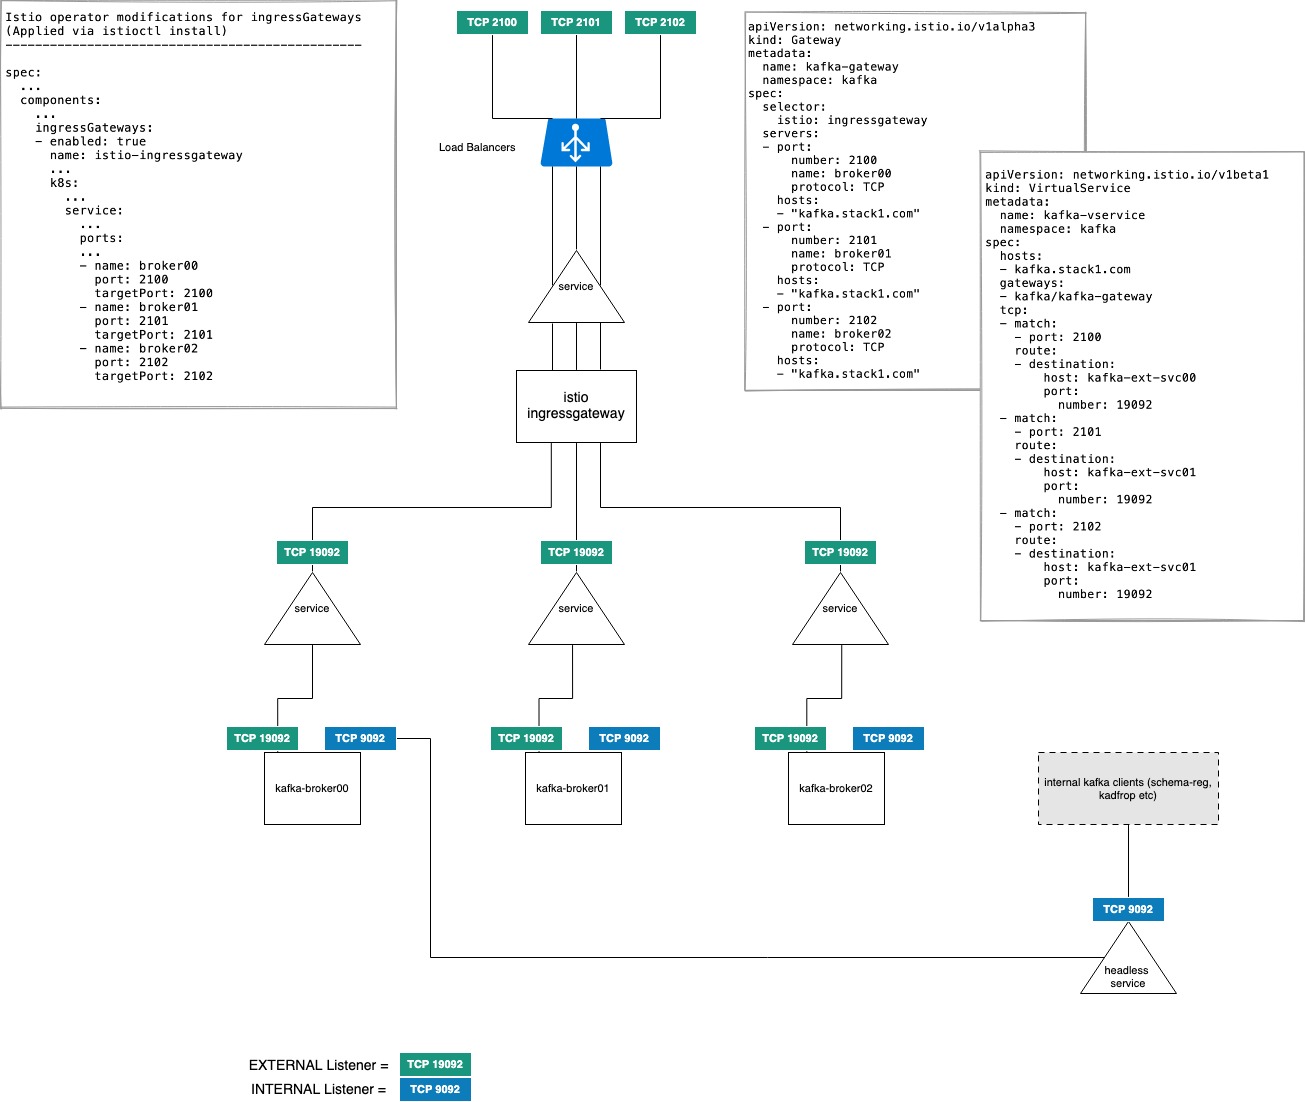 Istio operator modifications for ingressGateways
(Applied via istioctl install)
------------------------------------------------
spec:
  ...
  components:
    ...
    ingressGateways:
    - enabled: true
      name: istio-ingressgateway
      ...
      k8s:
        ...
        service:
          ...
          ports:
          ...
          - name: broker00
            port: 2100
            targetPort: 2100
          - name: broker01
            port: 2101
            targetPort: 2101
          - name: broker02
            port: 2102
            targetPort: 2102
TCP 2100
TCP 2101
TCP 2102
Load Balancers
service
istio
ingressgateway
apiVersion: networking.istio.io/v1alpha3
kind: Gateway
metadata:
  name: kafka-gateway
  namespace: kafka
spec:
  selector:
    istio: ingressgateway
  servers:
  - port:
      number: 2100
      name: broker00
      protocol: TCP
    hosts:
    - "kafka.stack1.com"
  - port:
      number: 2101
      name: broker01
      protocol: TCP
    hosts:
    - "kafka.stack1.com"
  - port:
      number: 2102
      name: broker02
      protocol: TCP
    hosts:
    - "kafka.stack1.com"
apiVersion: networking.istio.io/v1beta1
kind: VirtualService
metadata:
  name: kafka-vservice
  namespace: kafka
spec:
  hosts:
  - kafka.stack1.com
  gateways:
  - kafka/kafka-gateway
  tcp:
  - match:
    - port: 2100
    route:
    - destination:
        host: kafka-ext-svc00
        port:
          number: 19092
  - match:
    - port: 2101
    route:
    - destination:
        host: kafka-ext-svc01
        port:
          number: 19092
  - match:
    - port: 2102
    route:
    - destination:
        host: kafka-ext-svc01
        port:
          number: 19092
TCP 19092
TCP 19092
TCP 19092
service
service
service
TCP 19092
TCP 9092
TCP 19092
TCP 9092
TCP 19092
TCP 9092
kafka-broker00
kafka-broker01
kafka-broker02
internal kafka clients (schema-reg,
kadfrop etc)
TCP 9092
headless
service
EXTERNAL Listener =
TCP 19092
INTERNAL Listener =
TCP 9092